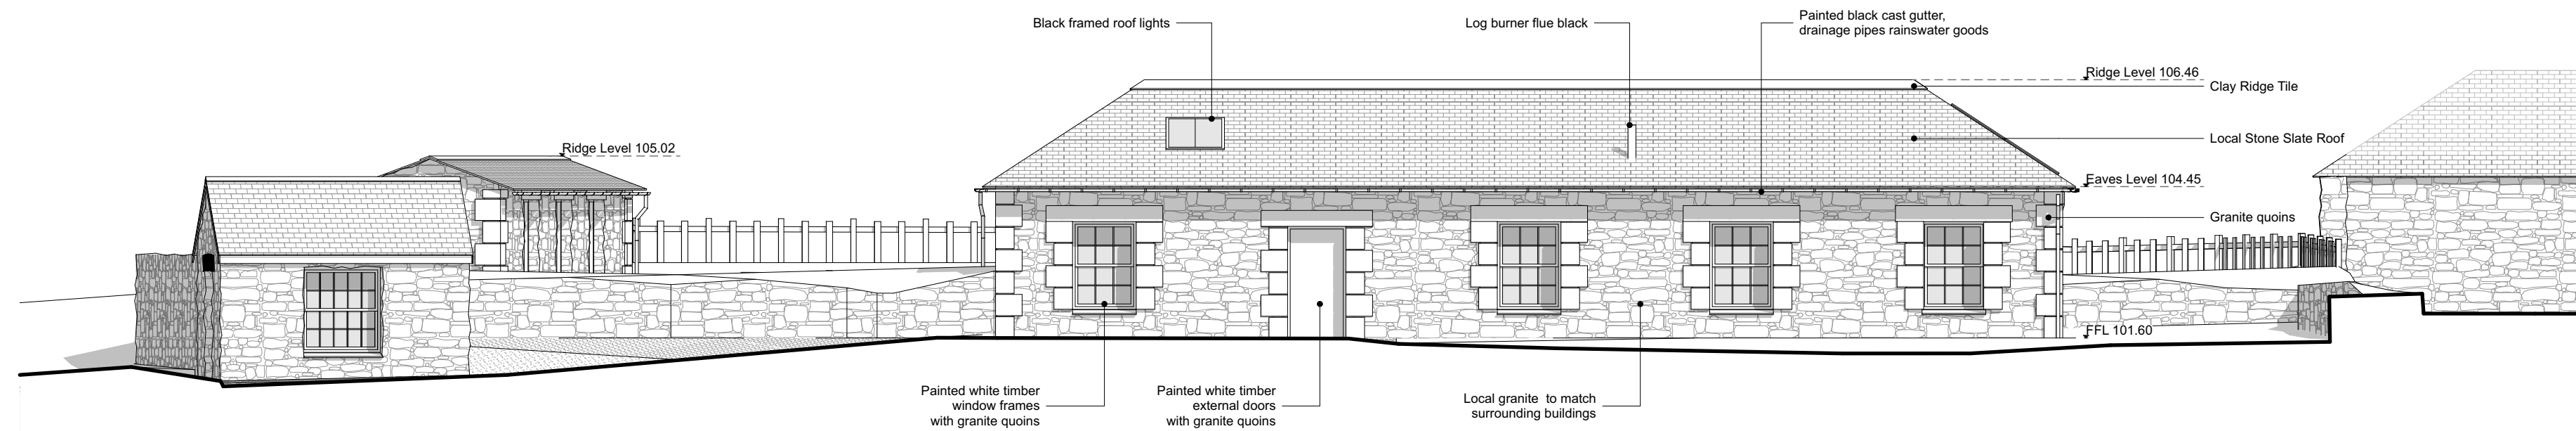 Black framed roof lights
Log burner flue black
Painted black cast gutter,
drainage pipes rainswater goods
Ridge Level 106.46
Clay Ridge Tile
Local Stone Slate Roof
Ridge Level 105.02
Eaves Level 104.45
Granite quoins
FFL 101.60
Painted white timber
window frames
with granite quoins
Painted white timber
external doors
with granite quoins
Local granite to match
surrounding buildings